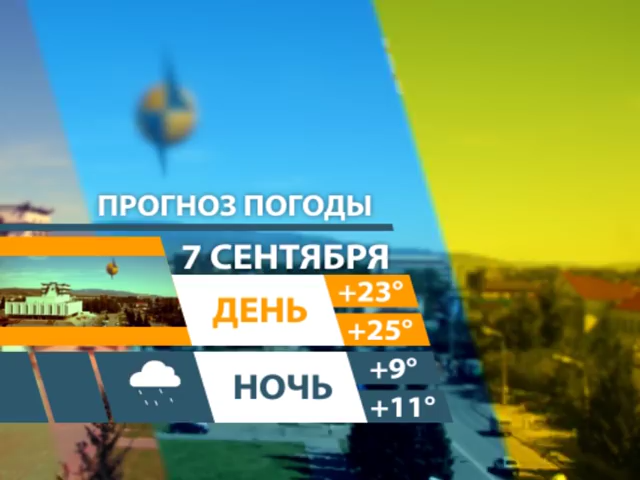 ПРОГНОЗ ПОГОДЫ
7 СЕНТЯБРЯ
ДЕНЬ
+23°
+25°
НОЧЬ
+9°
+11°